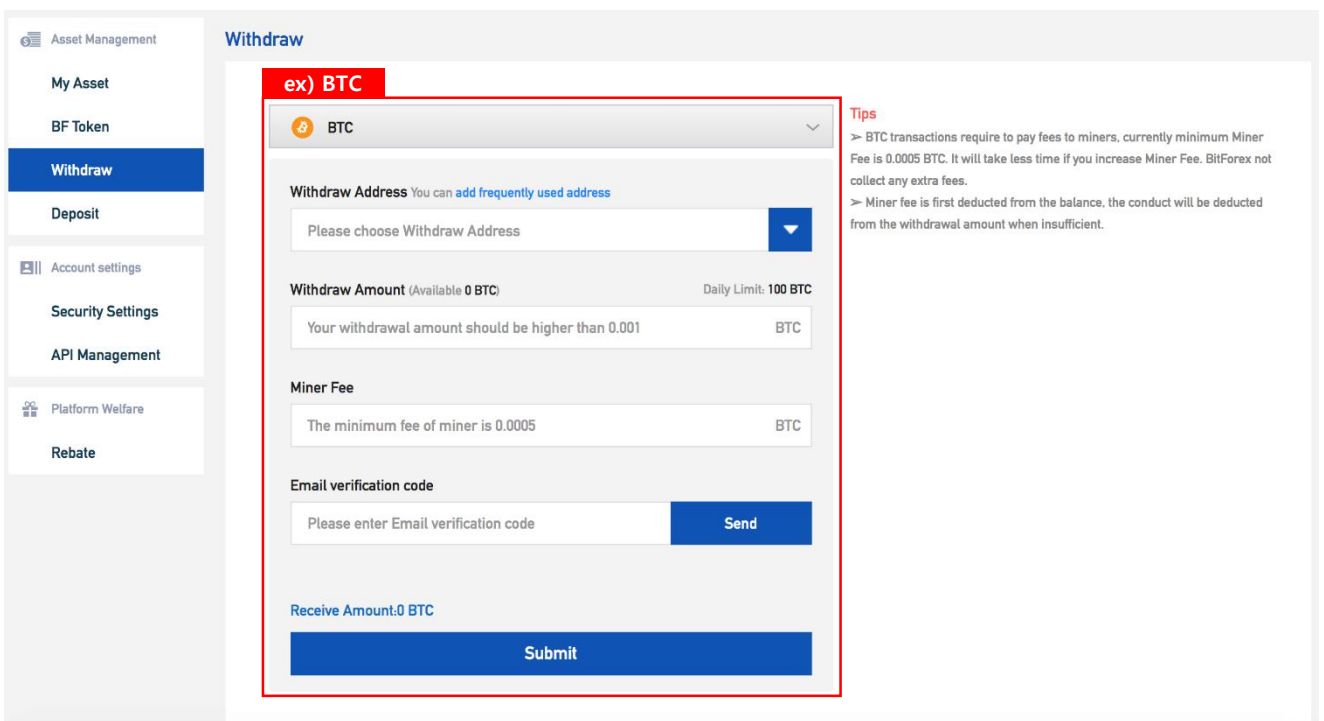 Asset Management
My Asset
BF Token
Withdraw
Deposit
Account settings
Security Settings
API Management
Platform Welfare
Rebate
Withdraw
ex) BTC
BTC
Withdraw Address You can add frequently used address
Please choose Withdraw Address
Withdraw Amount (Available 0 BTC) Daily Limit: 100 BTC
Your withdrawal amount should be higher than 0.001 BTC
Miner Fee
The minimum fee of miner is 0.0005 BTC
Email verification code
Please enter Email verification code Send
Receive Amount:0 BTC
Submit
Tips
➢ BTC transactions require to pay fees to miners, currently minimum Miner
Fee is 0.0005 BTC. It will take less time if you increase Miner Fee. BitForex not
collect any extra fees.
➢ Miner fee is first deducted from the balance, the conduct will be deducted
from the withdrawal amount when insufficient.